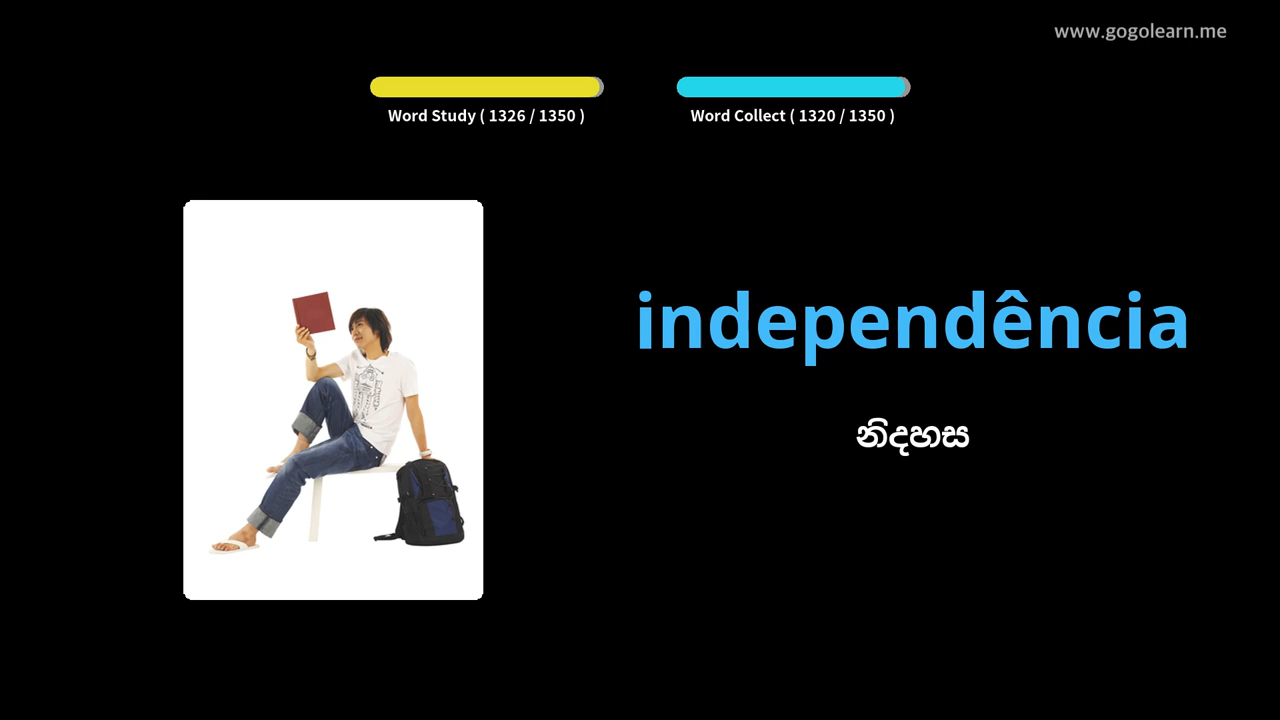 www.gogolearn.me
Word Study ( 1326 / 1350 )
Word Collect ( 1320 / 1350 )
independência
නිදහස